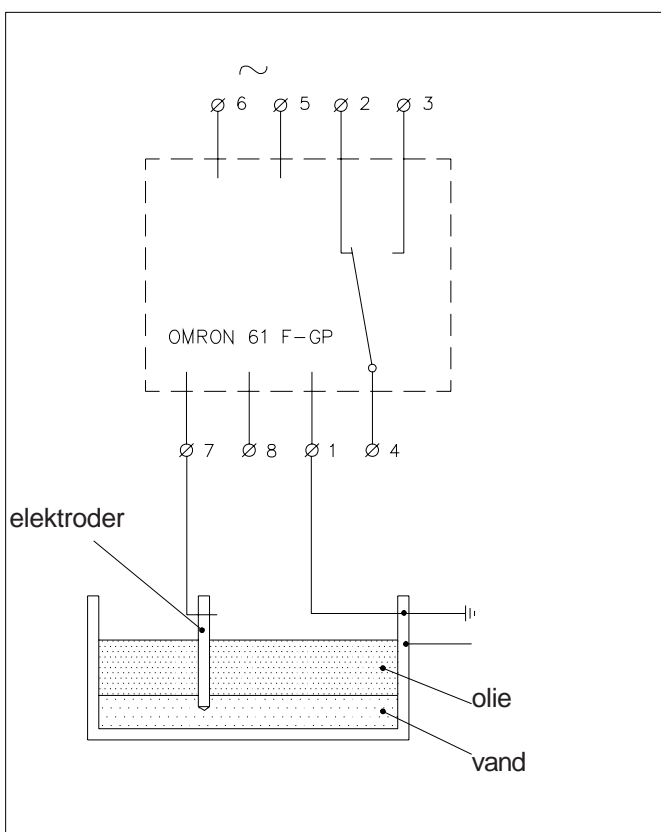 ~
6 5 2 3
OMRON 61 F-GP
7 8 1 4
elektroder
olie
vand